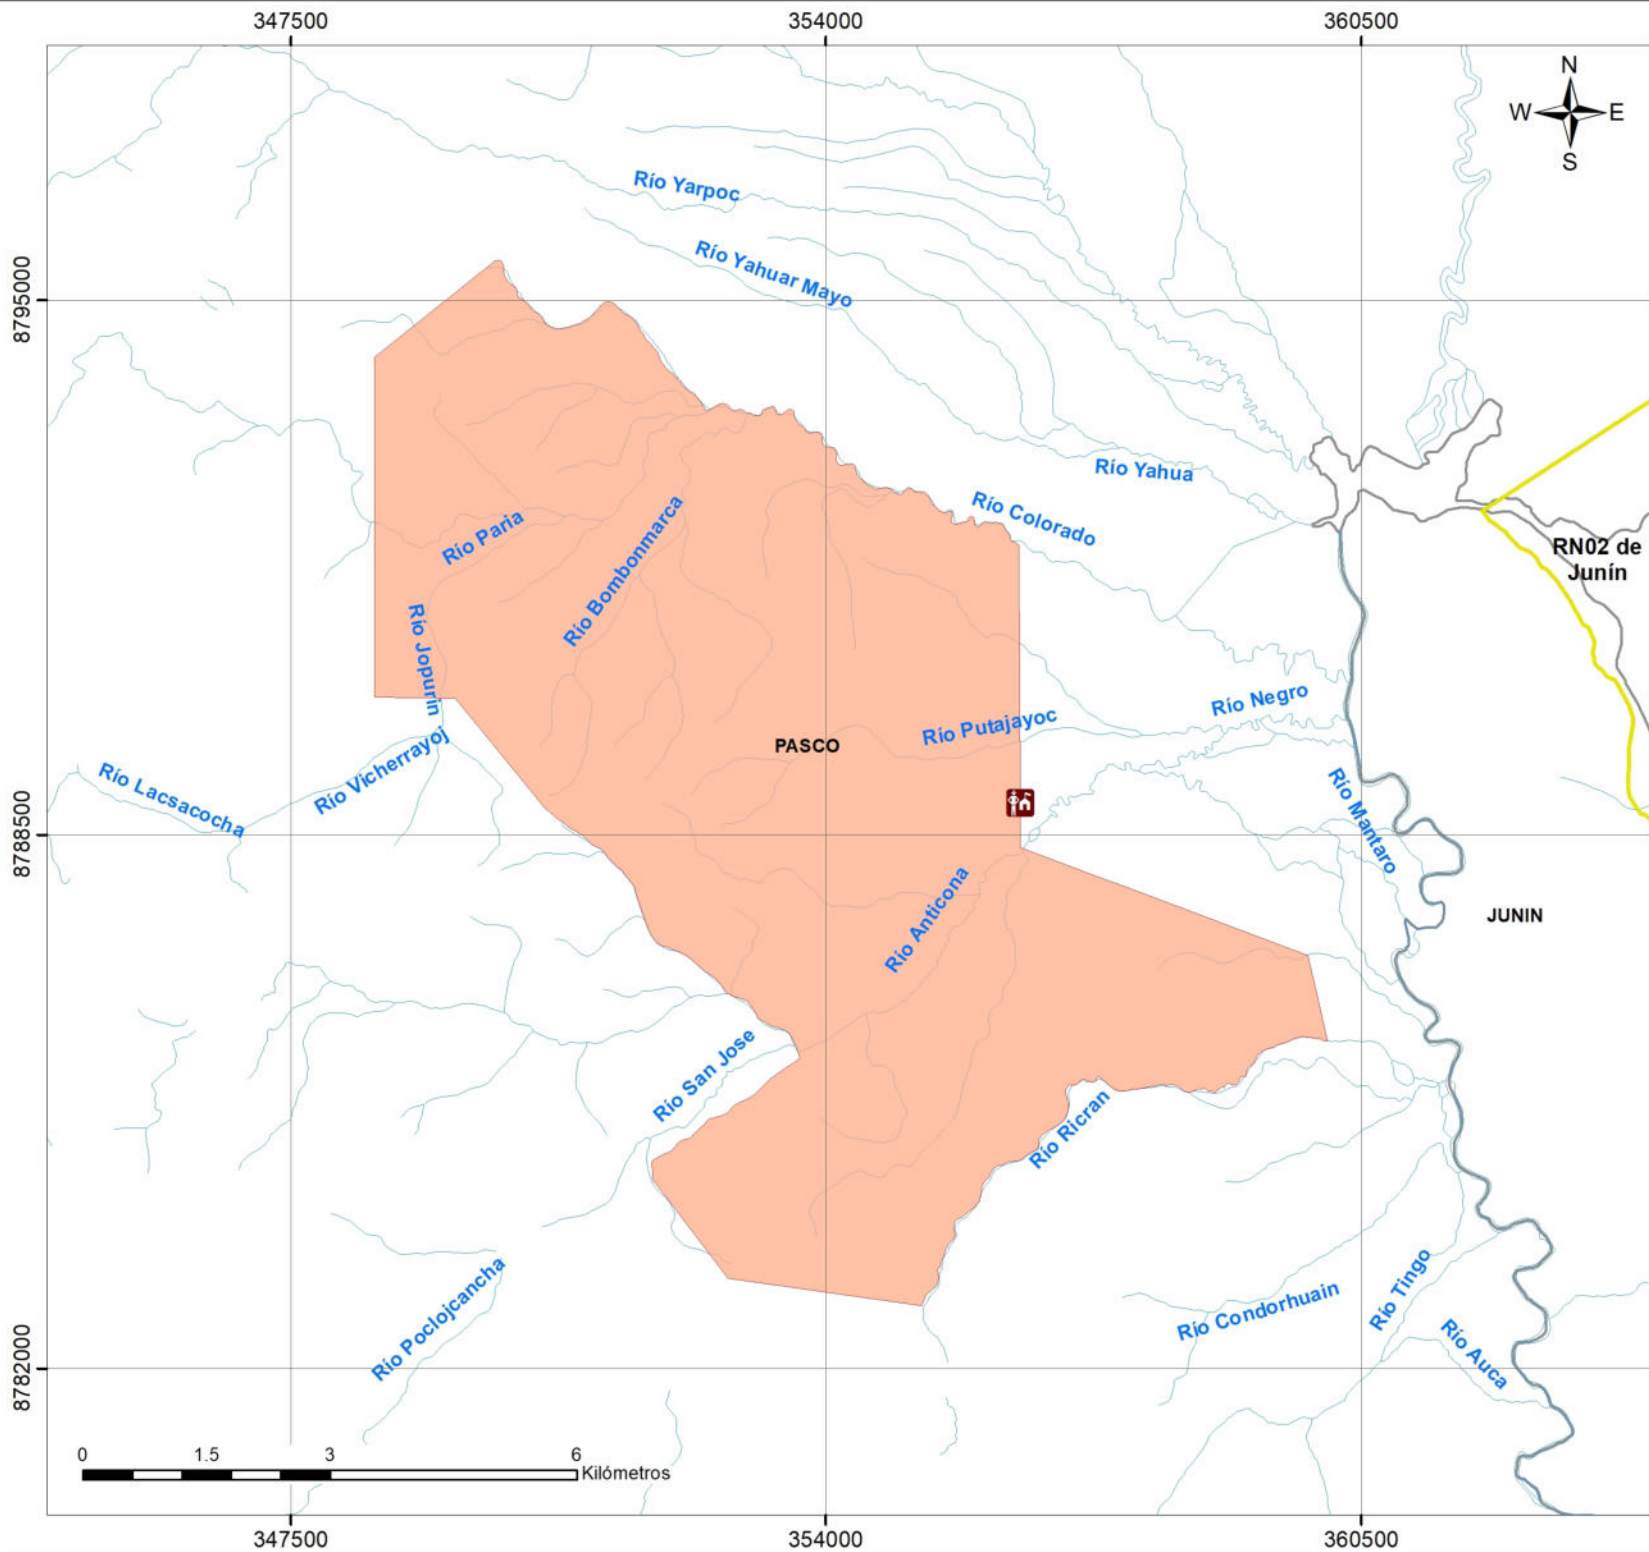 347500
354000
360500
N
W
E
S
Río Yarpoc
Río Yahuar Mayo
8795000
Río Yahua
Río Colorado
RN02 de
Junín
Río Paria
Río Bombonmarca
Río Jopurin
Río Negro
Río Putajayoc
PASCO
Río Vicherrayoj
Río Lacsacocha
Río Mantaro
8788500
Río Anticona
JUNIN
Río San Jose
Río Ricran
Río Condorhuain
Río Tingo
Río Auca
Río Poclojcancha
8782000
0
1.5
3
6
Kilómetros
347500
354000
360500